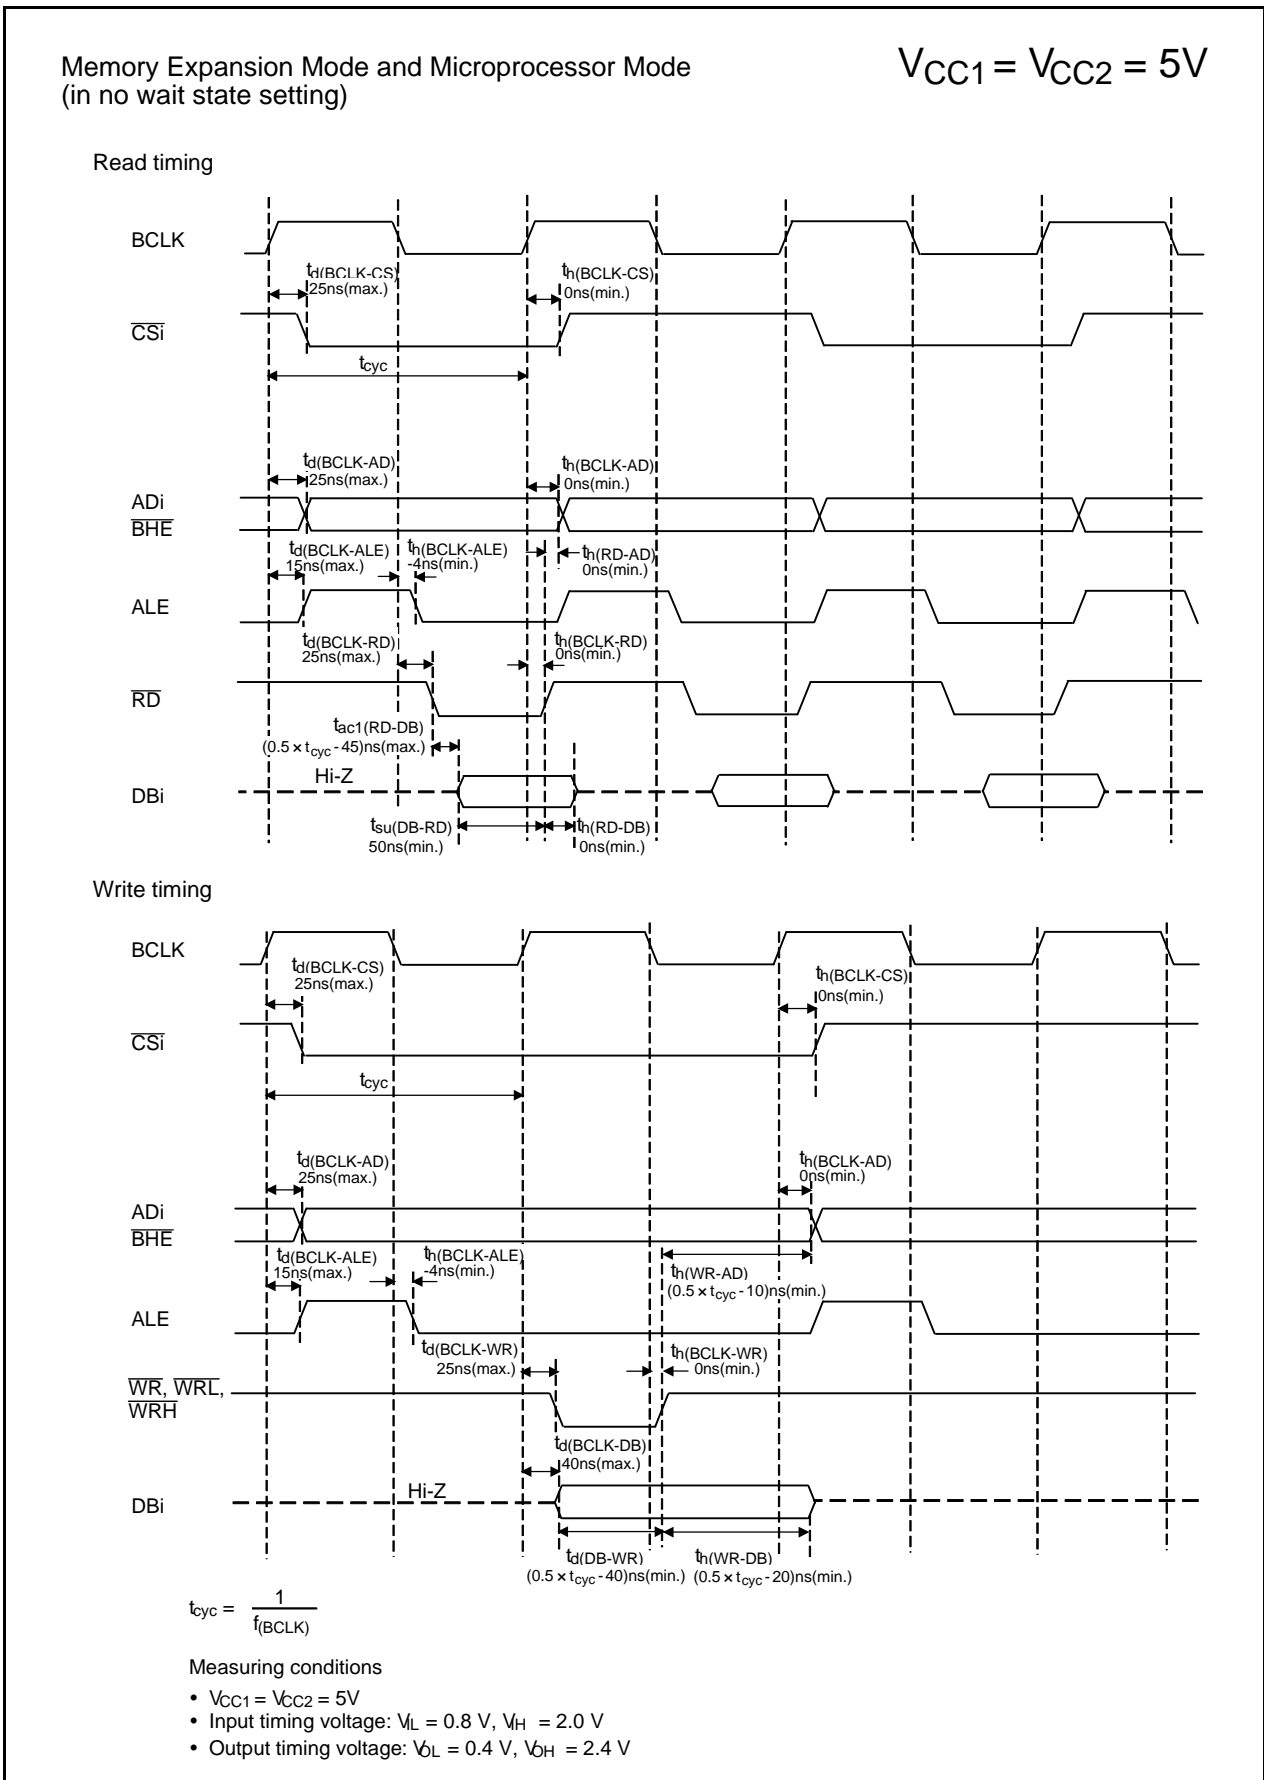 Memory Expansion Mode and Microprocessor Mode
(in no wait state setting)
VCC1 = VCC2 = 5V
Read timing
BCLK
td(BCLK-CS)
25ns(max.)
th(BCLK-CS)
0ns(min.)
CSi
tcyc
td(BCLK-AD)
25ns(max.)
th(BCLK-AD)
0ns(min.)
ADi
BHE
td(BCLK-ALE)
15ns(max.)
th(BCLK-ALE)
-4ns(min.)
th(RD-AD)
0ns(min.)
ALE
td(BCLK-RD)
25ns(max.)
th(BCLK-RD)
0ns(min.)
RD
tac1(RD-DB)
(0.5 × tcyc - 45)ns(max.)
Hi-Z
DBi
tsu(DB-RD)
50ns(min.)
th(RD-DB)
0ns(min.)
Write timing
BCLK
td(BCLK-CS)
25ns(max.)
th(BCLK-CS)
0ns(min.)
CSi
tcyc
td(BCLK-AD)
25ns(max.)
th(BCLK-AD)
0ns(min.)
ADi
BHE
td(BCLK-ALE)
15ns(max.)
th(BCLK-ALE)
-4ns(min.)
th(WR-AD)
(0.5 × tcyc - 10)ns(min.)
ALE
td(BCLK-WR)
25ns(max.)
th(BCLK-WR)
0ns(min.)
WR, WRL,
WRH
td(BCLK-DB)
40ns(max.)
Hi-Z
DBi
td(DB-WR)
(0.5 × tcyc - 40)ns(min.)
th(WR-DB)
(0.5 × tcyc - 20)ns(min.)
tcyc = 1
f(BCLK)
Measuring conditions
• VCC1 = VCC2 = 5V
• Input timing voltage: VIL = 0.8 V, VIH = 2.0 V
• Output timing voltage: VOL = 0.4 V, VOH = 2.4 V